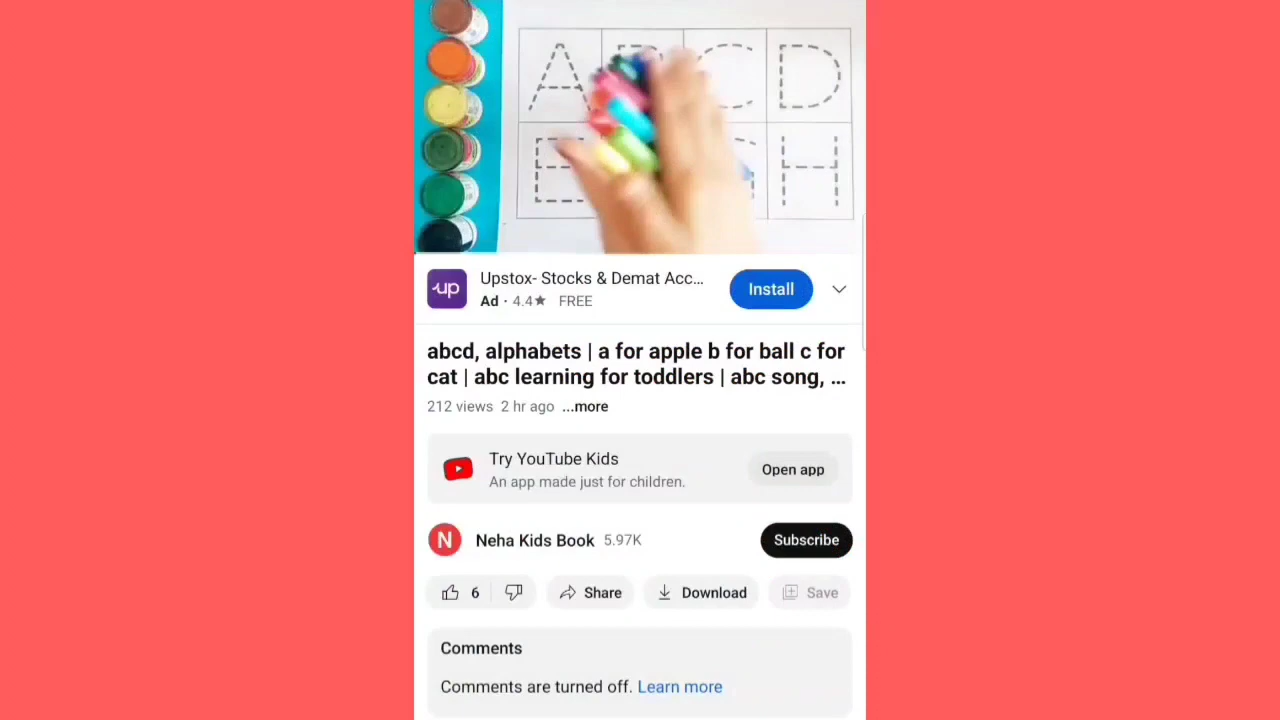 A B C D
E H
up
Upstox- Stocks & Demat Acc...
Install
Ad · 4.4★ FREE
abcd, alphabets | a for apple b for ball c for
cat | abc learning for toddlers | abc song, ...
212 views 2 hr ago ...more
Try YouTube Kids
An app made just for children.
Open app
N
Neha Kids Book 5.97K
Subscribe
6
Share
Download
Save
Comments
Comments are turned off. Learn more